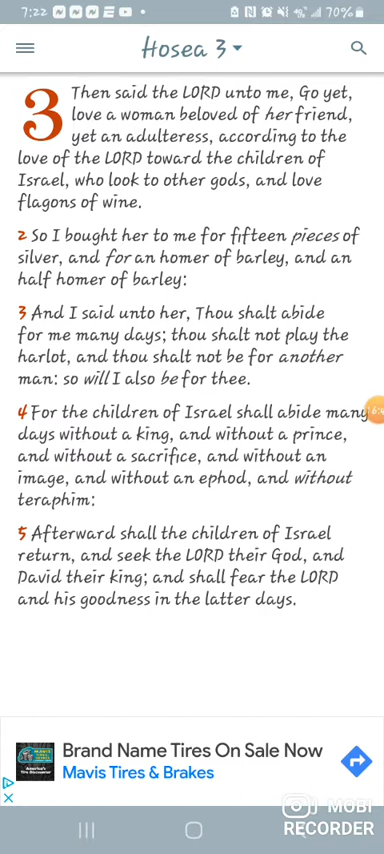 7:22
70%
Hosea 3
3 Then said the LORD unto me, Go yet,
love a woman beloved of her friend,
yet an adulteress, according to the
love of the LORD toward the children of
Israel, who look to other gods, and love
flagons of wine.
2 So I bought her to me for fifteen pieces of
silver, and for an homer of barley, and an
half homer of barley:
3 And I said unto her, Thou shalt abide
for me many days; thou shalt not play the
harlot, and thou shalt not be for another
man: so will I also be for thee.
4 For the children of Israel shall abide many
days without a king, and without a prince,
and without a sacrifice, and without an
image, and without an ephod, and without
teraphim:
5 Afterward shall the children of Israel
return, and seek the LORD their God, and
David their king; and shall fear the LORD
and his goodness in the latter days.
Brand Name Tires On Sale Now
Mavis Tires & Brakes
MOBI
RECORDER